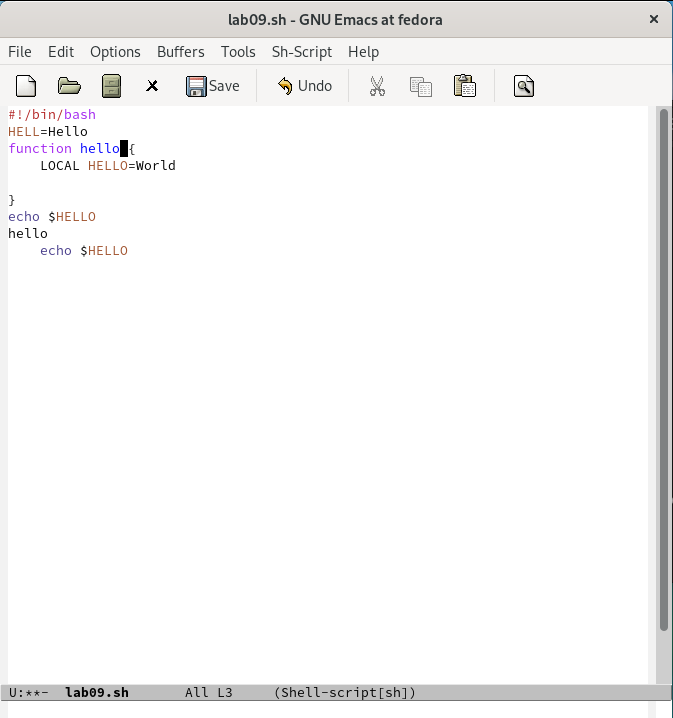 lab09.sh - GNU Emacs at fedora
File Edit Options Buffers Tools Sh-Script Help
Save Undo
#!/bin/bash
HELL=Hello
function hello {
    LOCAL HELLO=World

}
echo $HELLO
hello
    echo $HELLO
U:**-  lab09.sh       All L3     (Shell-script[sh])